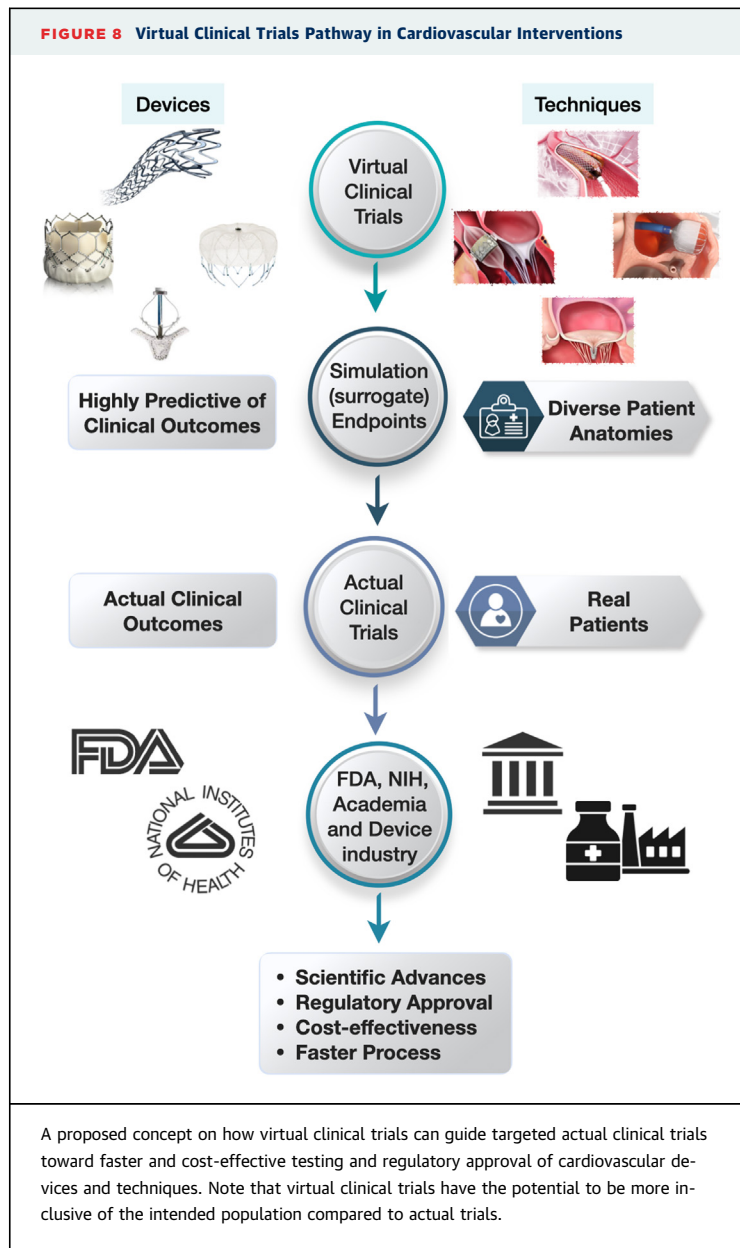 FIGURE 8 Virtual Clinical Trials Pathway in Cardiovascular Interventions
Devices
Techniques
Virtual
Clinical
Trials
Simulation
(surrogate)
Endpoints
Highly Predictive of
Clinical Outcomes
Diverse Patient
Anatomies
Actual
Clinical
Trials
Actual Clinical
Outcomes
Real
Patients
FDA
NATIONAL INSTITUTES
OF HEALTH
FDA, NIH,
Academia
and Device
industry
• Scientific Advances
• Regulatory Approval
• Cost-effectiveness
• Faster Process
A proposed concept on how virtual clinical trials can guide targeted actual clinical trials
toward faster and cost-effective testing and regulatory approval of cardiovascular de-
vices and techniques. Note that virtual clinical trials have the potential to be more in-
clusive of the intended population compared to actual trials.